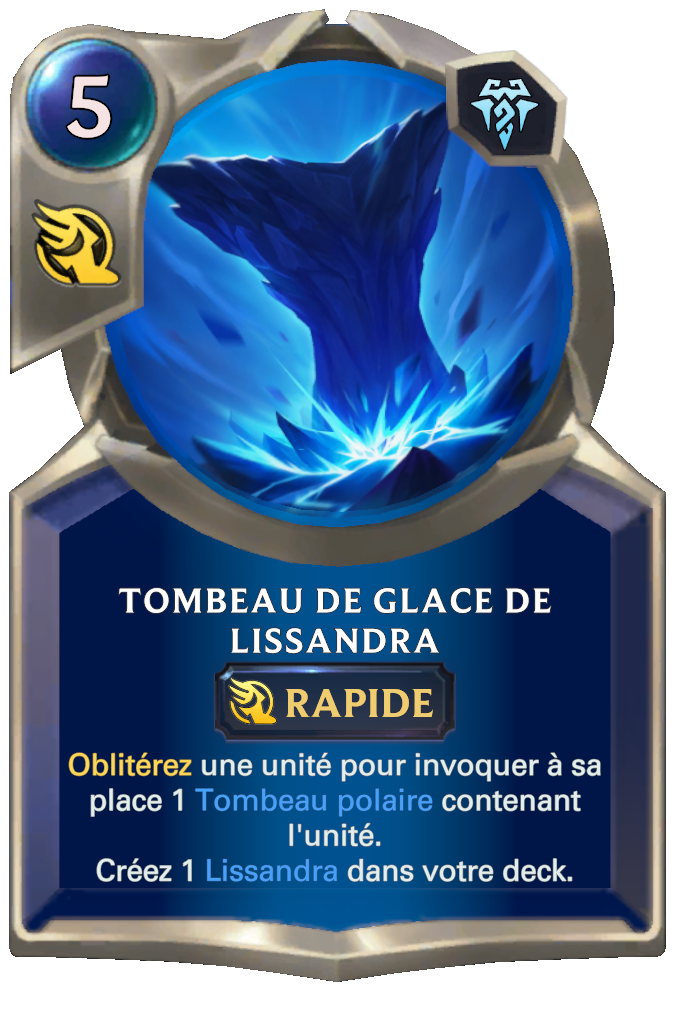 5
TOMBEAU DE GLACE DE
LISSANDRA
RAPIDE
Oblitérez une unité pour invoquer à sa
place 1 Tombeau polaire contenant
l'unité.
Créez 1 Lissandra dans votre deck.